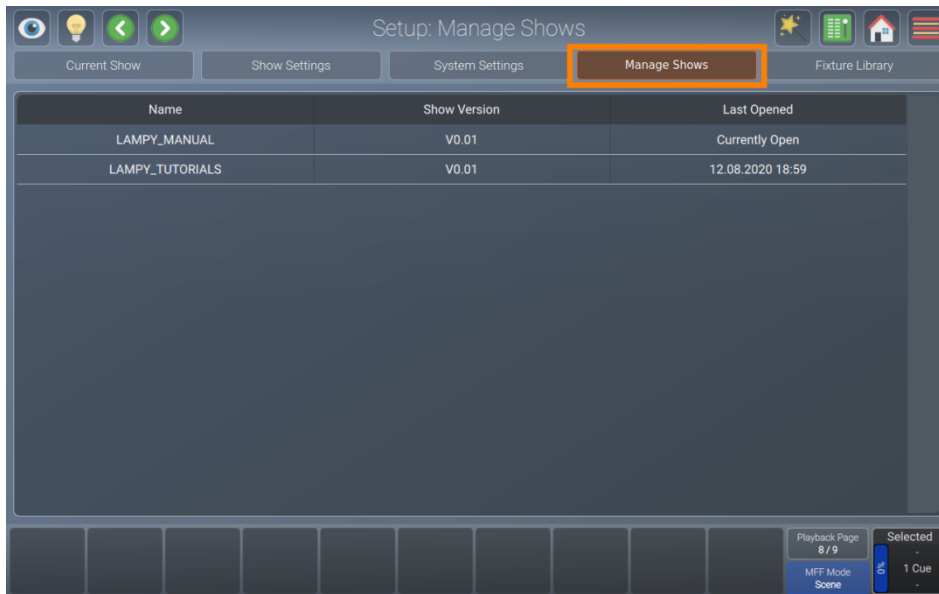 Setup: Manage Shows
Current Show Show Settings System Settings Manage Shows Fixture Library
Name Show Version Last Opened
LAMPY_MANUAL V0.01 Currently Open
LAMPY_TUTORIALS V0.01 12.08.2020 18:59
Playback Page
8 / 9
MFF Mode
Scene
0%
Selected
-
1 Cue
-